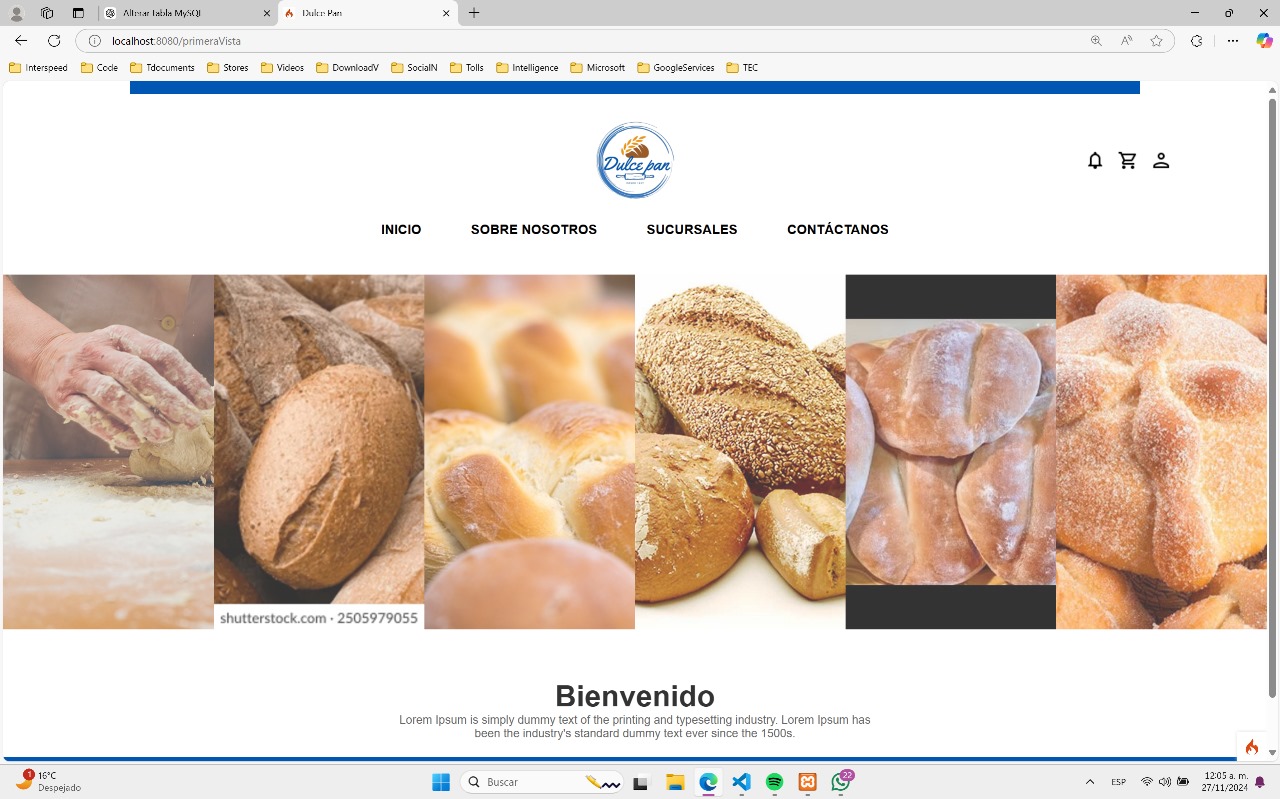 Alterar tabla MySQL
Dulce Pan
localhost:8080/primeraVista
Interspeed
Code
Tdocuments
Stores
Videos
DownloadV
SocialN
Tolls
Intelligence
Microsoft
GoogleServices
TEC
Dulce pan
INICIO
SOBRE NOSOTROS
SUCURSALES
CONTÁCTANOS
shutterstock.com · 2505979055
Bienvenido
Lorem Ipsum is simply dummy text of the printing and typesetting industry. Lorem Ipsum has
been the industry's standard dummy text ever since the 1500s.
1
16°C
Despejado
Buscar
22
ESP
12:05 a. m.
27/11/2024